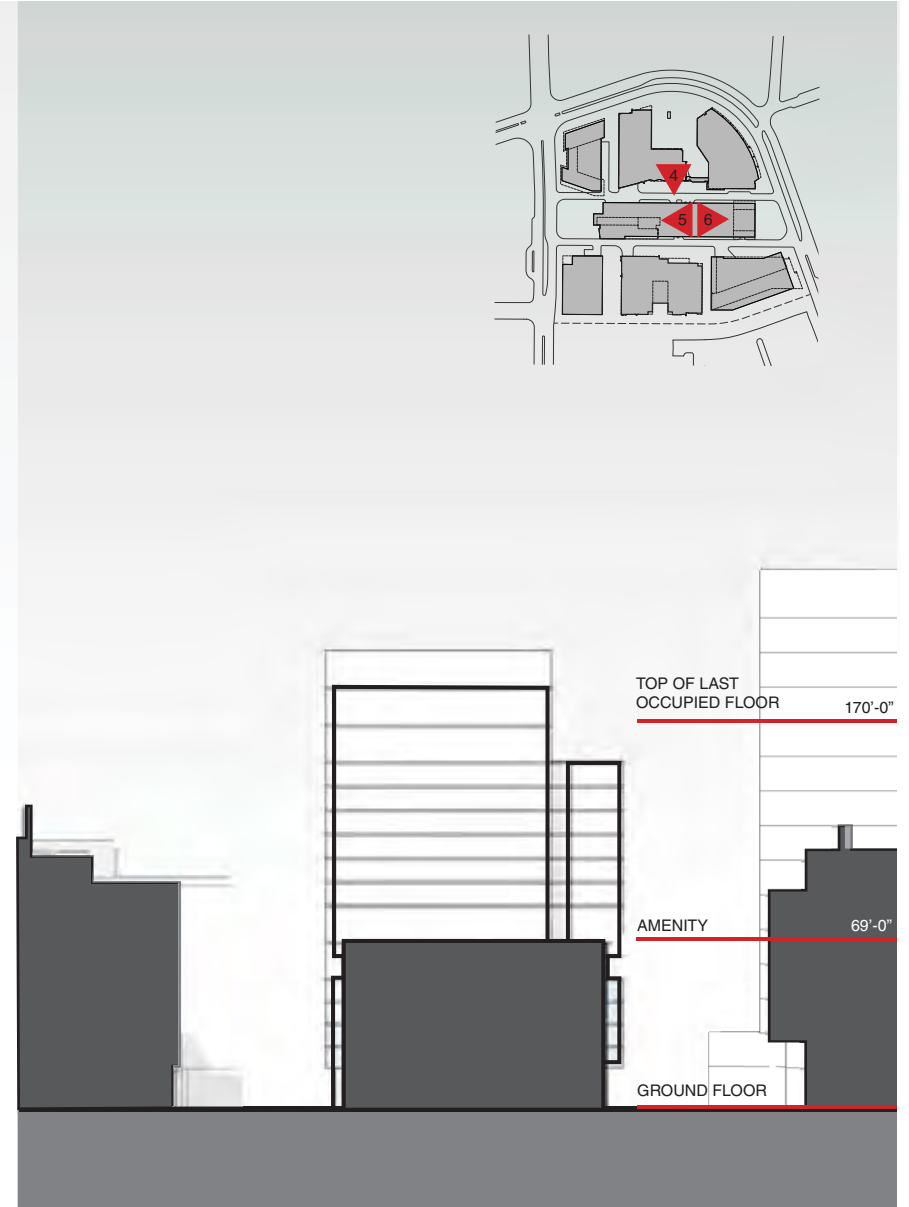 4
5 6
TOP OF LAST
OCCUPIED FLOOR 170'-0”
AMENITY 69'-0”
GROUND FLOOR